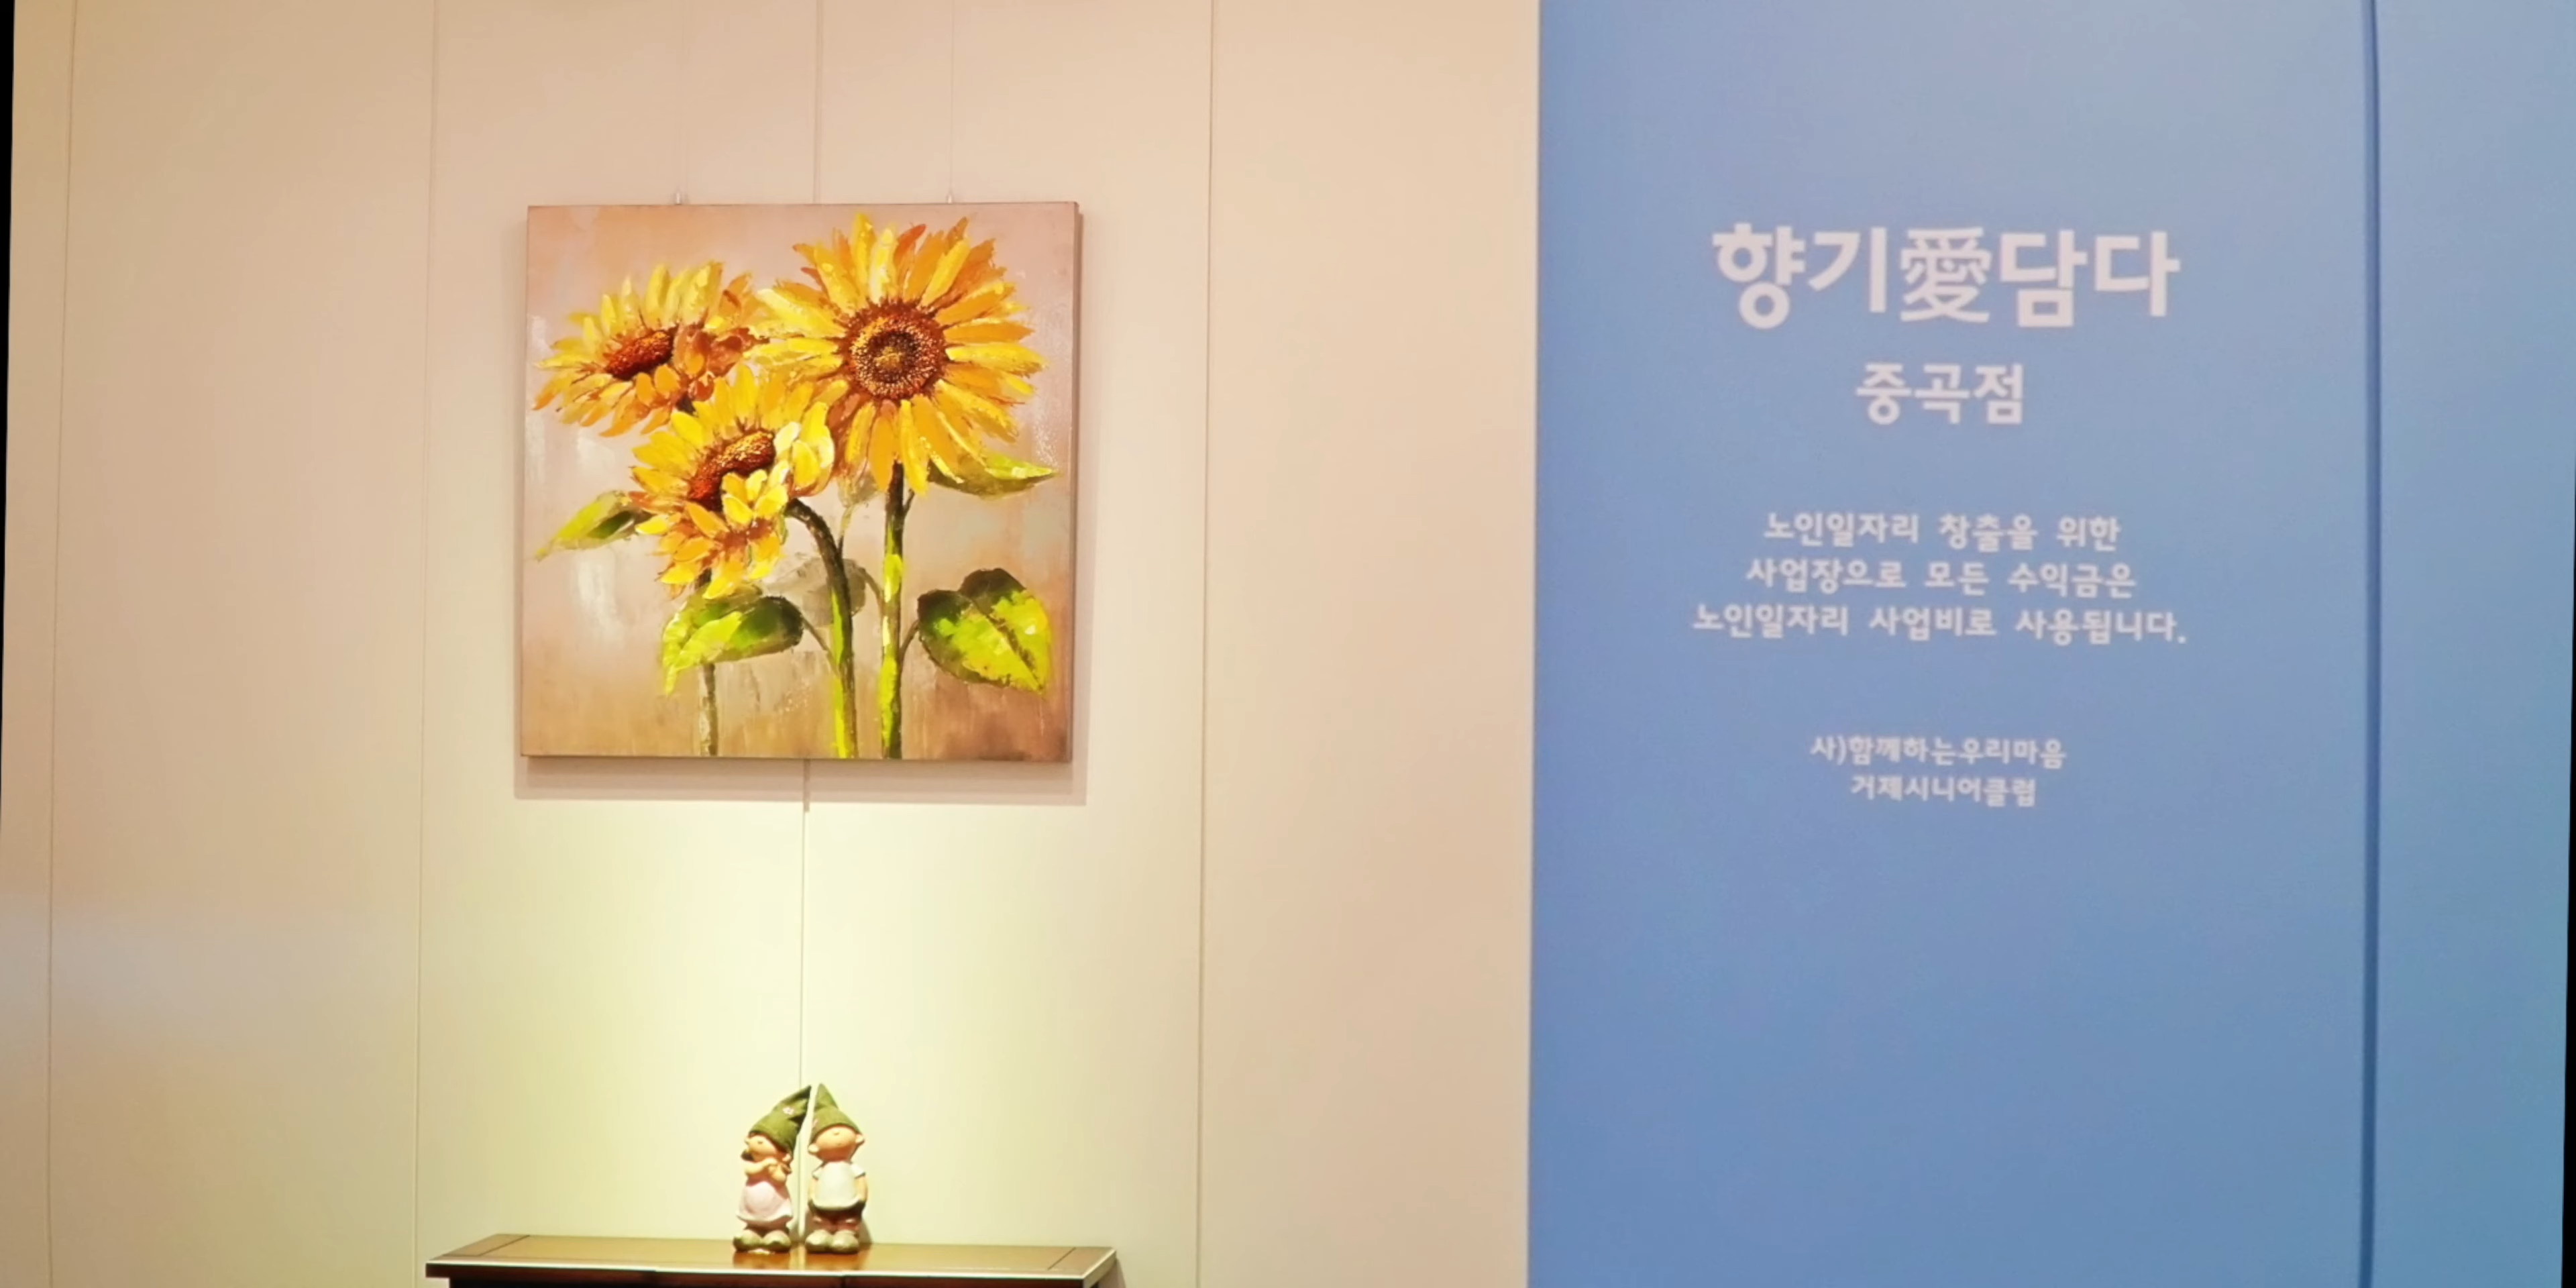 향기愛담다
중곡점
노인일자리 창출을 위한
사업장으로 모든 수익금은
노인일자리 사업비로 사용됩니다.
사)함께하는우리마음
거제시니어클럽